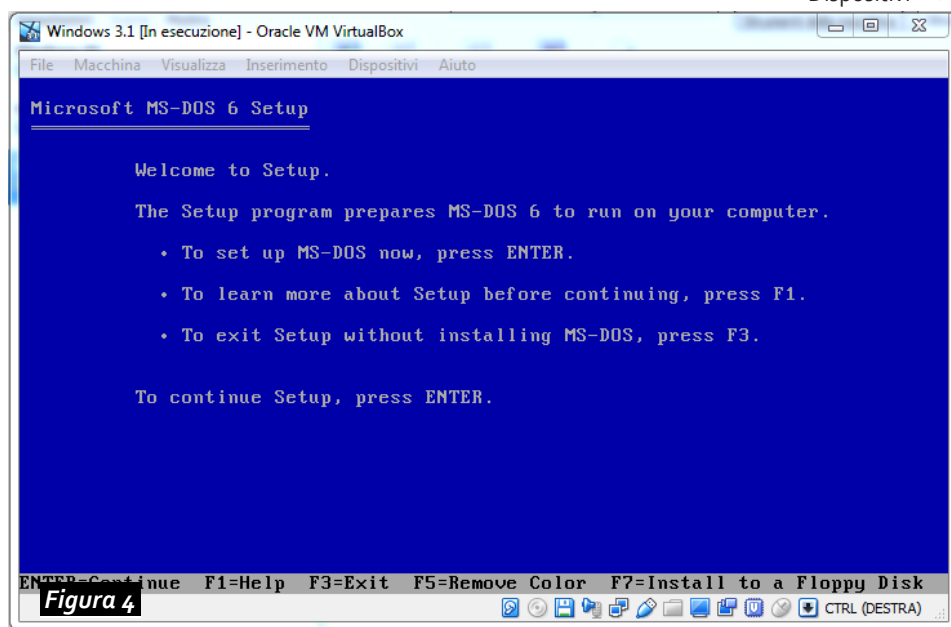 Dispositivi
Windows 3.1 [In esecuzione] - Oracle VM VirtualBox
File Macchina Visualizza Inserimento Dispositivi Aiuto
Microsoft MS-DOS 6 Setup
Welcome to Setup.
The Setup program prepares MS-DOS 6 to run on your computer.
• To set up MS-DOS now, press ENTER.
• To learn more about Setup before continuing, press F1.
• To exit Setup without installing MS-DOS, press F3.
To continue Setup, press ENTER.
ENTER=Continue F1=Help F3=Exit F5=Remove Color F7=Install to a Floppy Disk
Figura 4
CTRL (DESTRA)